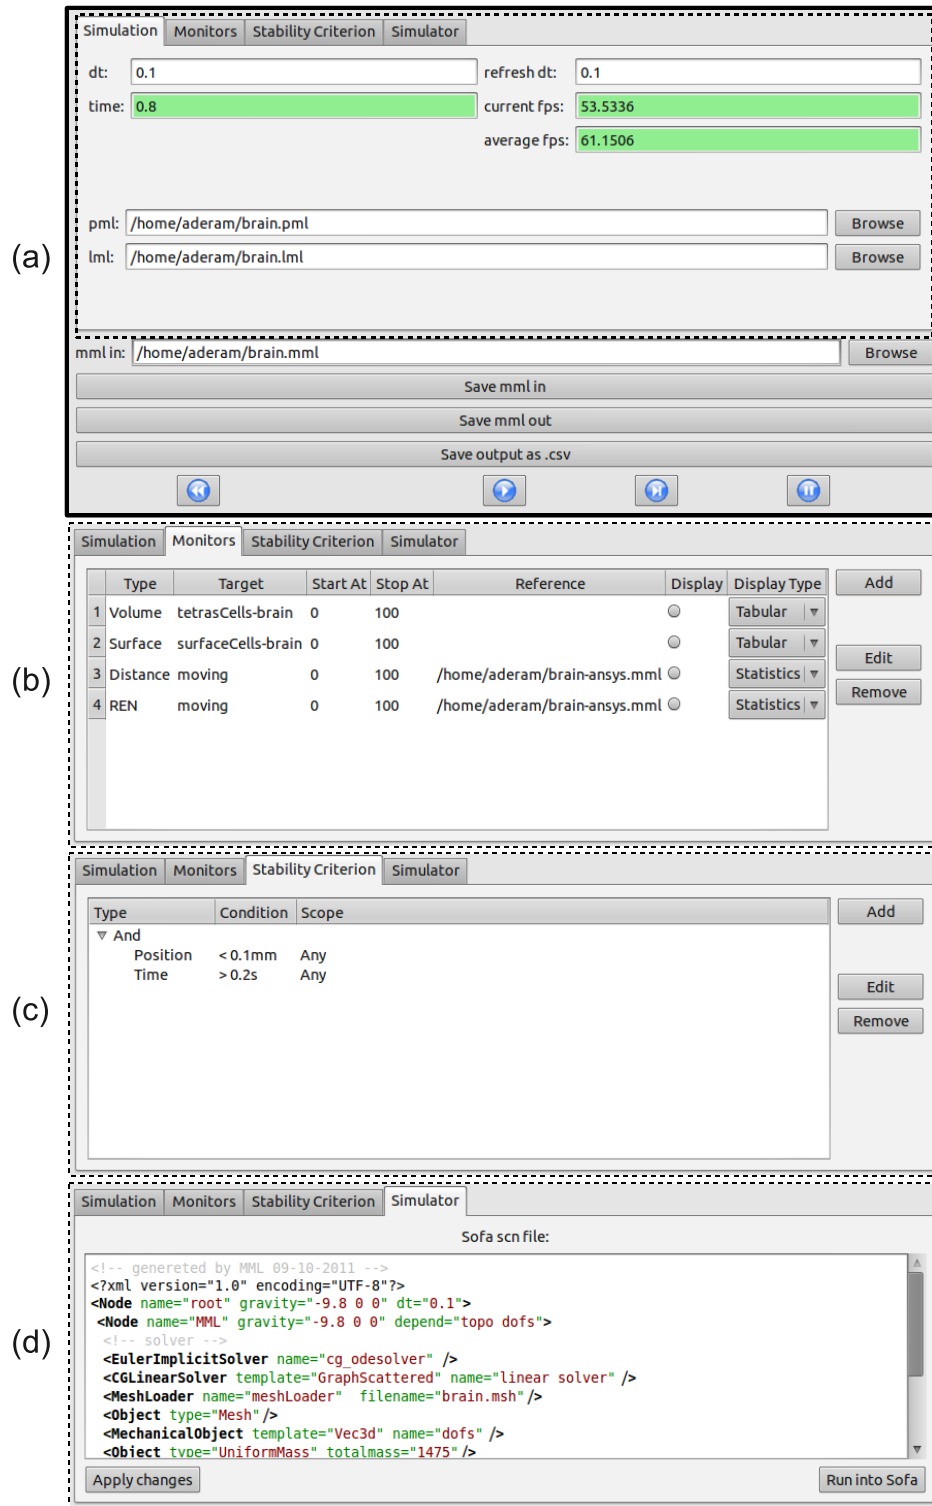 (a)
Simulation Monitors Stability Criterion Simulator
dt: 0.1 refresh dt: 0.1
time: 0.8 current fps: 53.5336
average fps: 61.1506
pml: /home/aderam/brain.pml Browse
lml: /home/aderam/brain.lml Browse
mml in: /home/aderam/brain.mml Browse
Save mml in
Save mml out
Save output as .csv
(b)
Simulation Monitors Stability Criterion Simulator
Type Target Start At Stop At Reference Display Display Type Add
1 Volume tetrasCells-brain 0 100 Tabular
2 Surface surfaceCells-brain 0 100 Tabular
Edit
3 Distance moving 0 100 /home/aderam/brain-ansys.mml Statistics
Remove
4 REN moving 0 100 /home/aderam/brain-ansys.mml Statistics
(c)
Simulation Monitors Stability Criterion Simulator
Type Condition Scope Add
And
Position < 0.1mm Any
Time > 0.2s Any
Edit
Remove
(d)
Simulation Monitors Stability Criterion Simulator
Sofa scn file:
<!-- genereted by MML 09-10-2011 -->
<?xml version="1.0" encoding="UTF-8"?>
<Node name="root" gravity="-9.8 0 0" dt="0.1">
<Node name="MML" gravity="-9.8 0 0" depend="topo dofs">
<!-- solver -->
<EulerImplicitSolver name="cg_odesolver" />
<CGLinearSolver template="GraphScattered" name="linear solver" />
<MeshLoader name="meshLoader" filename="brain.msh" />
<Object type="Mesh" />
<MechanicalObject template="Vec3d" name="dofs" />
<Object type="UniformMass" totalmass="1475" />
Apply changes Run into Sofa